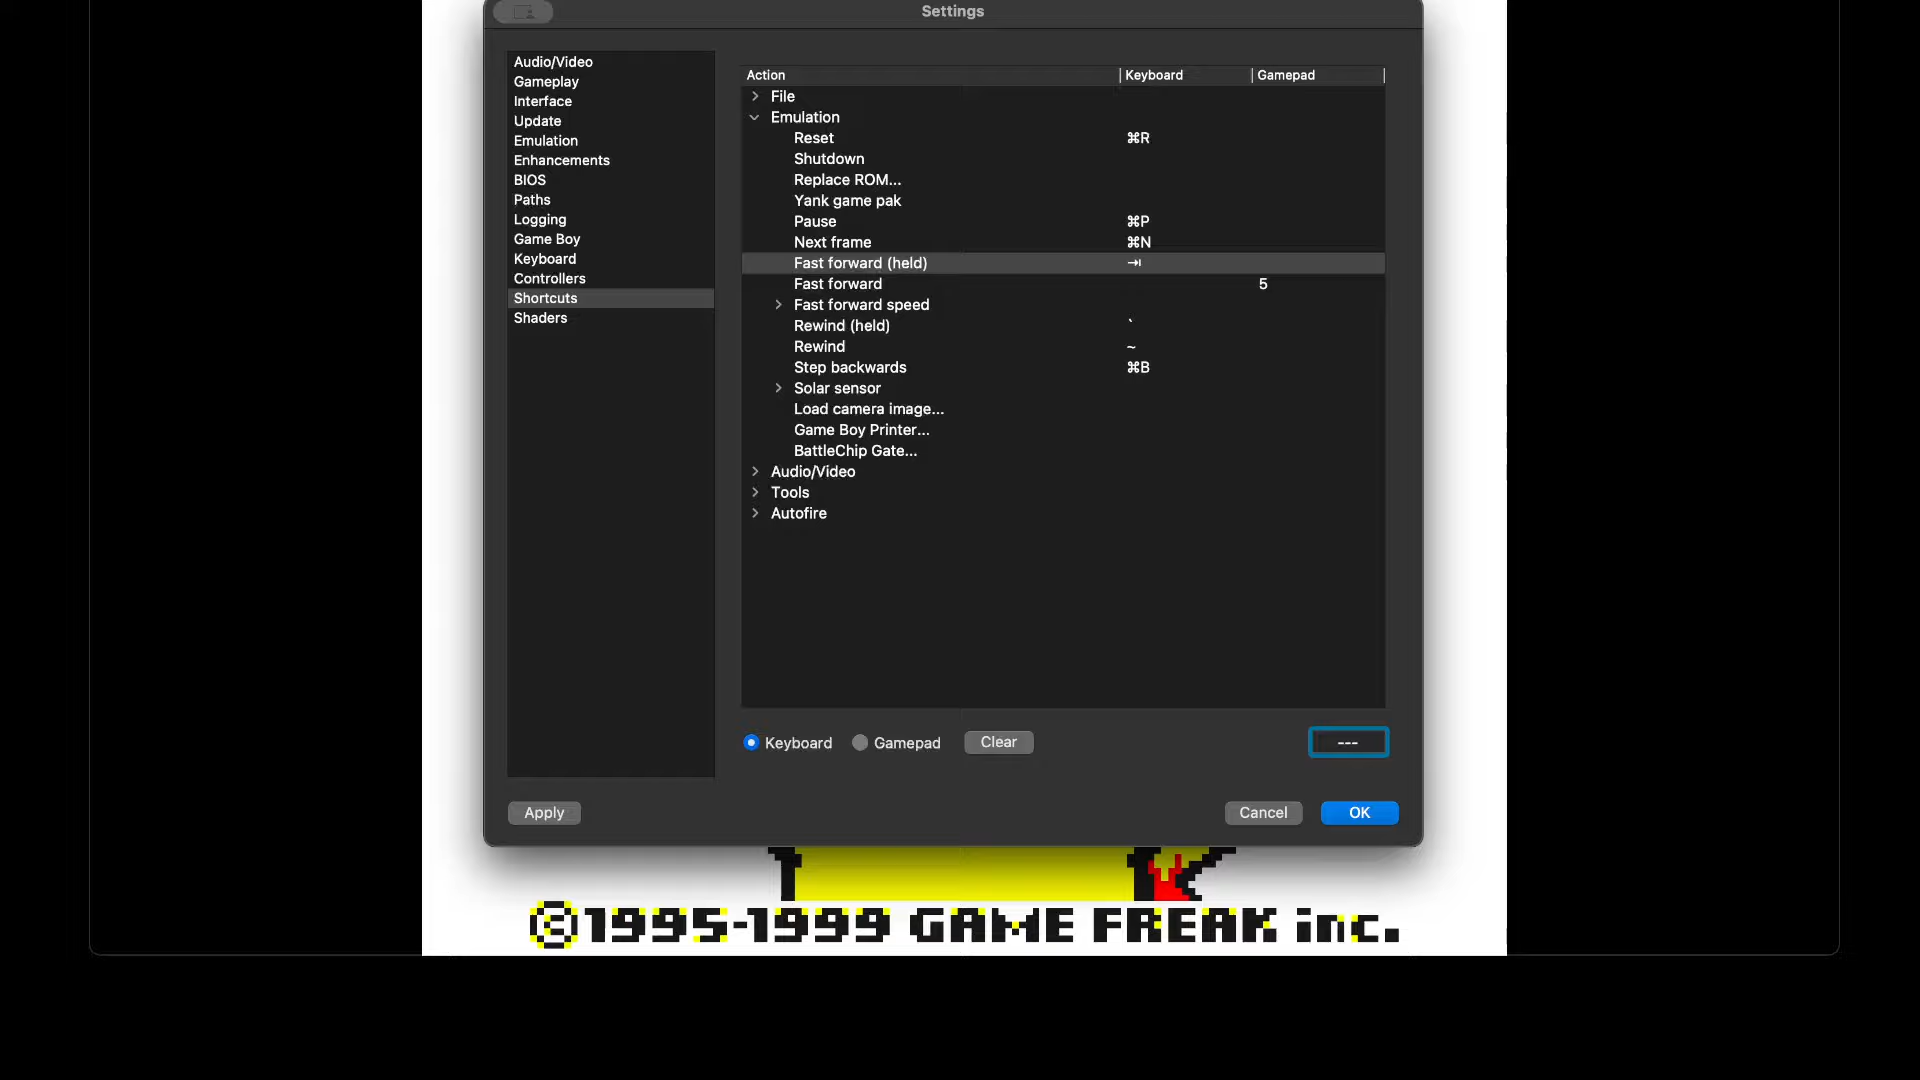 Settings
Audio/Video
Gameplay
Interface
Update
Emulation
Enhancements
BIOS
Paths
Logging
Game Boy
Keyboard
Controllers
Shortcuts
Shaders
Action Keyboard Gamepad
File
Emulation
Reset ⌘R
Shutdown
Replace ROM...
Yank game pak
Pause ⌘P
Next frame ⌘N
Fast forward (held) ⇥
Fast forward 5
Fast forward speed
Rewind (held) `
Rewind ~
Step backwards ⌘B
Solar sensor
Load camera image...
Game Boy Printer...
BattleChip Gate...
Audio/Video
Tools
Autofire
Keyboard Gamepad Clear ---
Apply Cancel OK
©1995-1999 GAME FREAK inc.